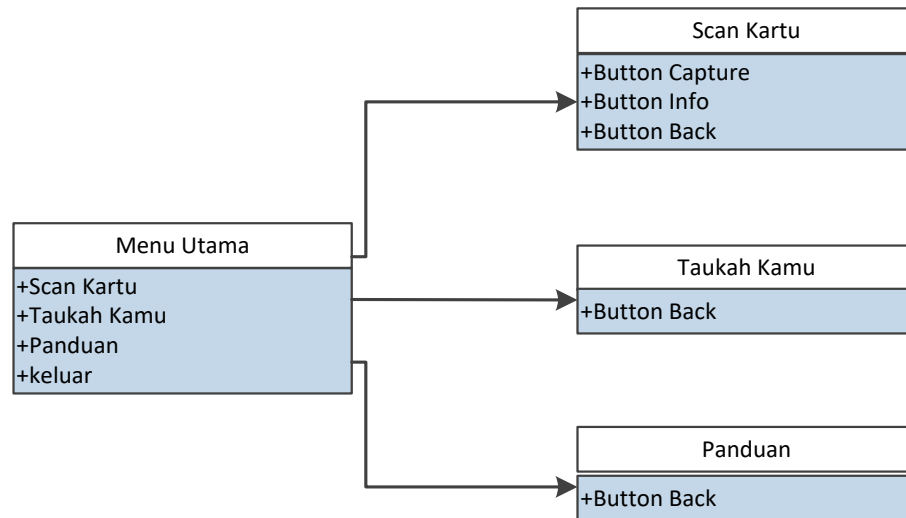 Scan Kartu
+Button Capture
+Button Info
+Button Back
Menu Utama
+Scan Kartu
+Taukah Kamu
+Panduan
+keluar
Taukah Kamu
+Button Back
Panduan
+Button Back